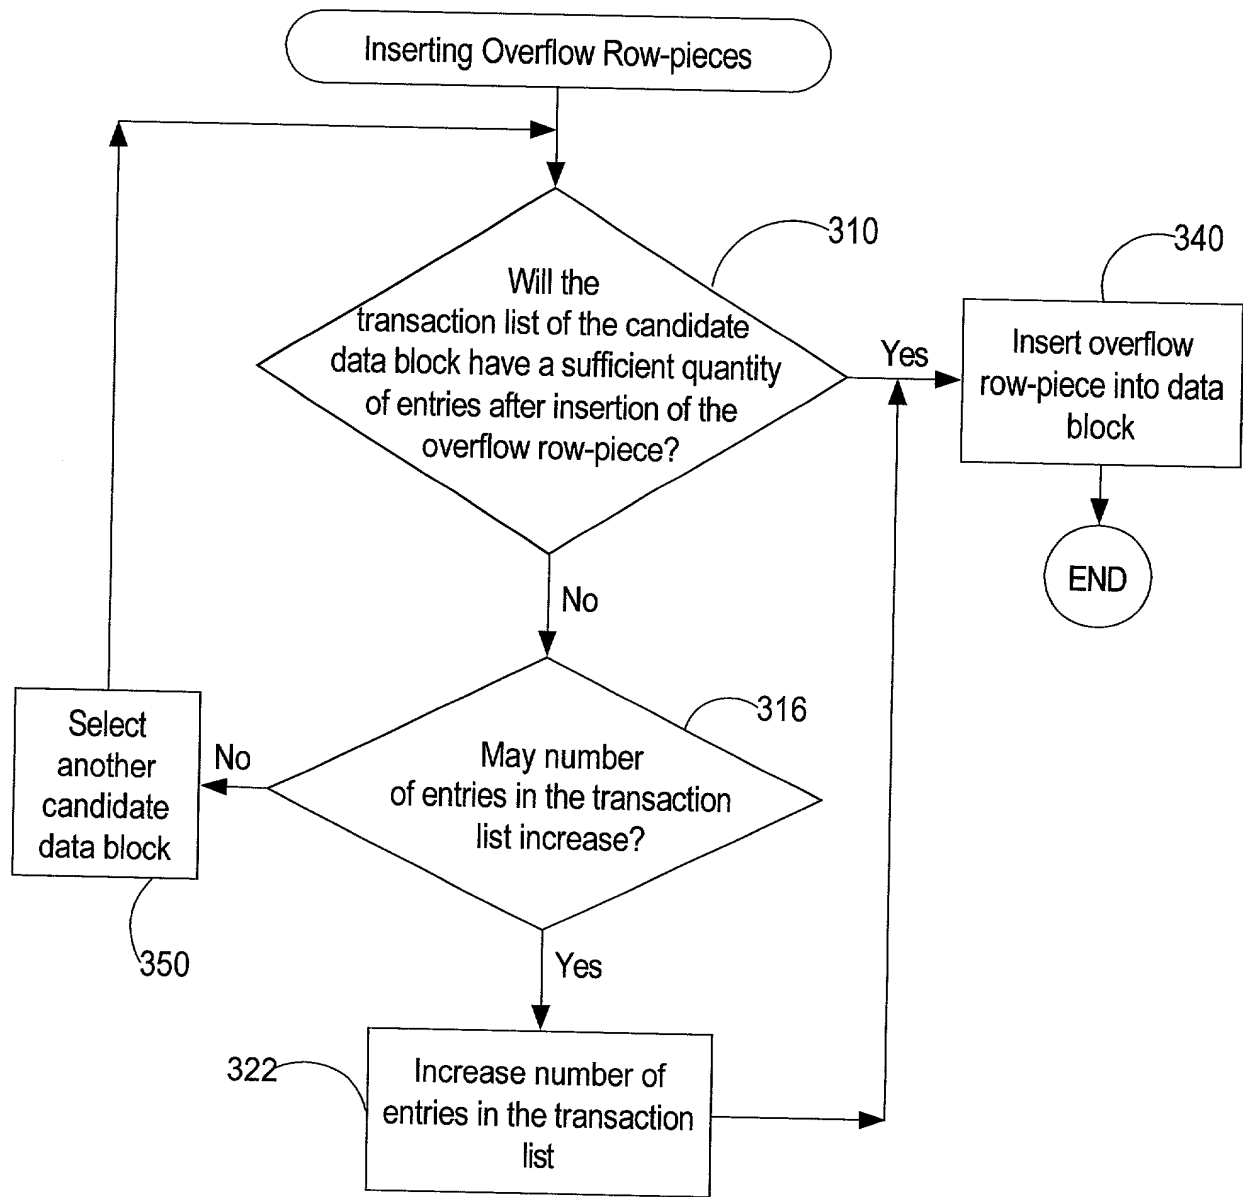 Inserting Overflow Row-pieces
310
Will the
transaction list of the candidate
data block have a sufficient quantity
of entries after insertion of the
overflow row-piece?
Yes
340
Insert overflow
row-piece into data
block
END
No
316
May number
of entries in the transaction
list increase?
No
Select
another
candidate
data block
350
Yes
322
Increase number of
entries in the transaction
list